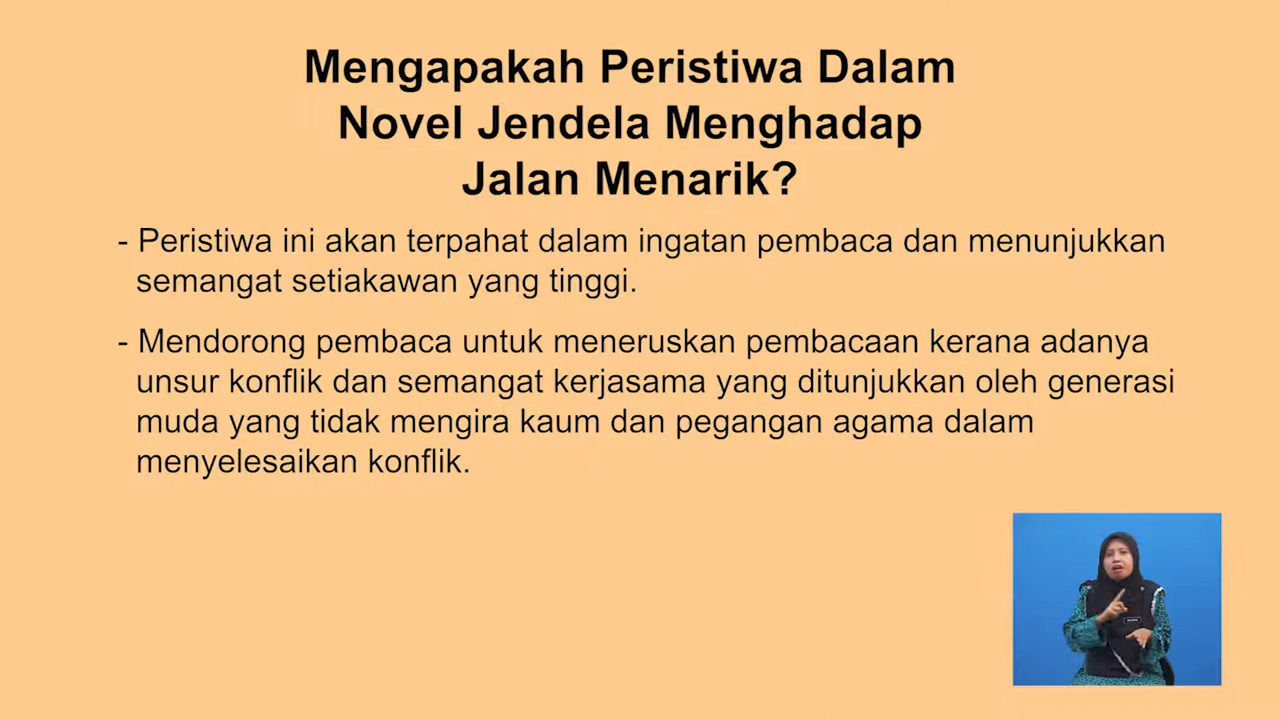 Mengapakah Peristiwa Dalam
Novel Jendela Menghadap
Jalan Menarik?
- Peristiwa ini akan terpahat dalam ingatan pembaca dan menunjukkan
semangat setiakawan yang tinggi.
- Mendorong pembaca untuk meneruskan pembacaan kerana adanya
unsur konflik dan semangat kerjasama yang ditunjukkan oleh generasi
muda yang tidak mengira kaum dan pegangan agama dalam
menyelesaikan konflik.